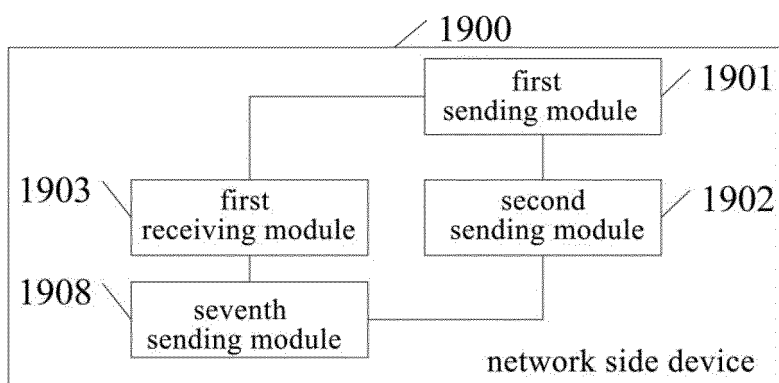 1900
first
sending module
1901
1903
first
receiving module
second
sending module
1902
1908
seventh
sending module
network side device